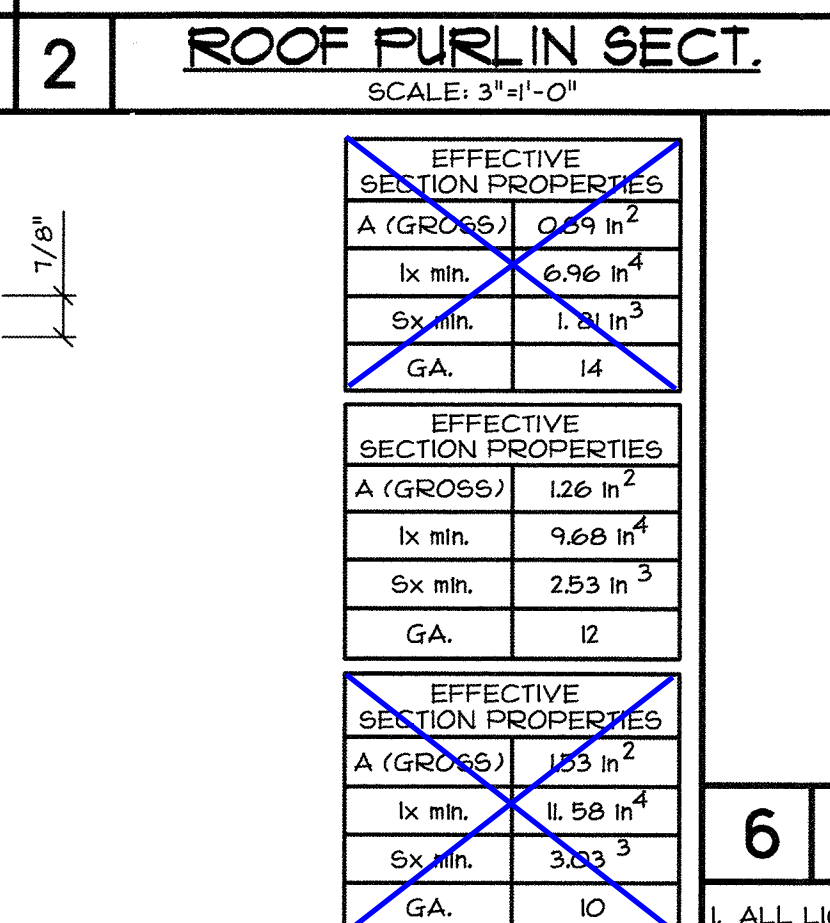 2
ROOF PURLIN SECT.
SCALE: 3"=1'-0"
7/8"
EFFECTIVE
SECTION PROPERTIES
A (GROSS) 0.89 in²
Ix min. 6.96 in⁴
Sx min. 1. 81 in³
GA. 14
EFFECTIVE
SECTION PROPERTIES
A (GROSS) 1.26 in²
Ix min. 9.68 in⁴
Sx min. 2.53 in ³
GA. 12
EFFECTIVE
SECTION PROPERTIES
A (GROSS) 1.53 in²
Ix min. 11. 58 in⁴
Sx min. 3.03 ³
GA. 10
6
1. ALL